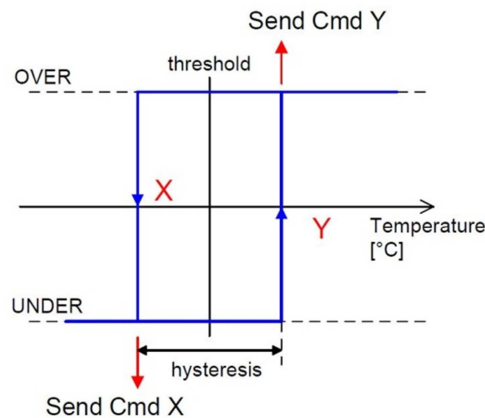 Send Cmd Y
threshold
OVER
X
Y
Temperature
[°C]
UNDER
hysteresis
Send Cmd X